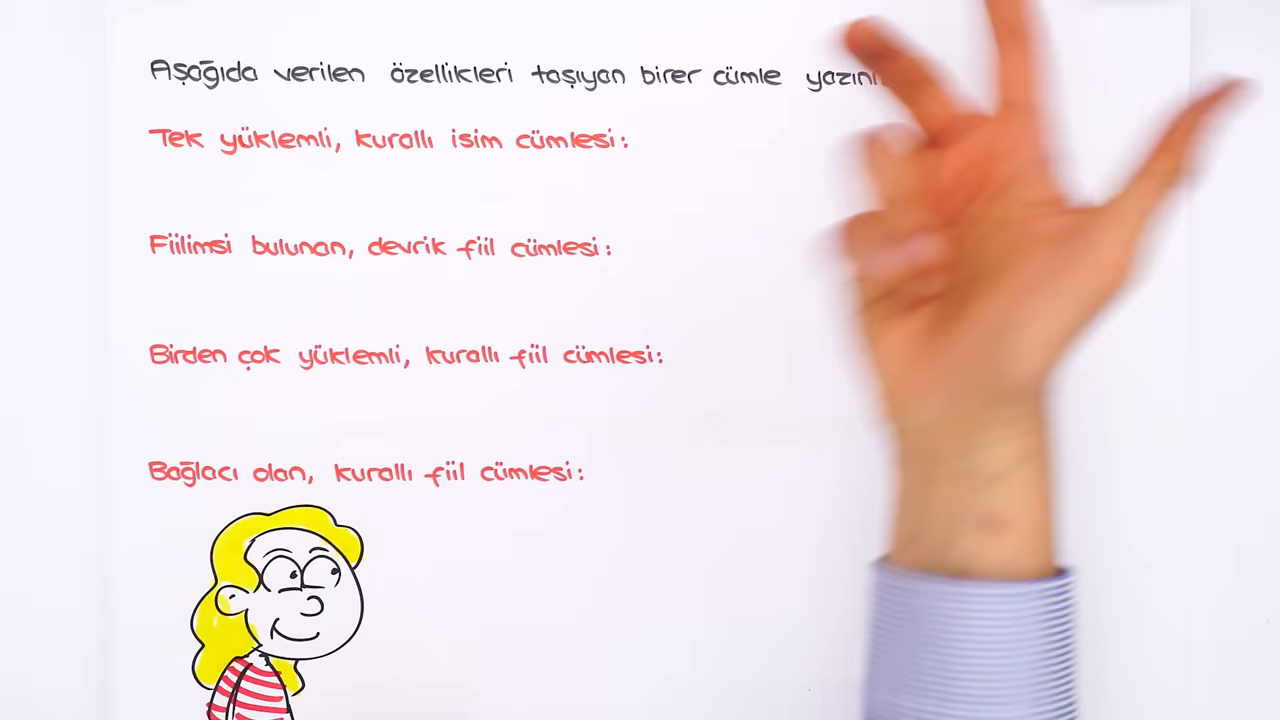 Aşağıda verilen özellikleri taşıyan birer cümle
Tek yüklemli, kurallı isim cümlesi:
Fiilimsi bulunan, devrik fiil cümlesi:
Birden çok yüklemli, kurallı fiil cümlesi:
Bağlacı olan, kurallı fiil cümlesi: